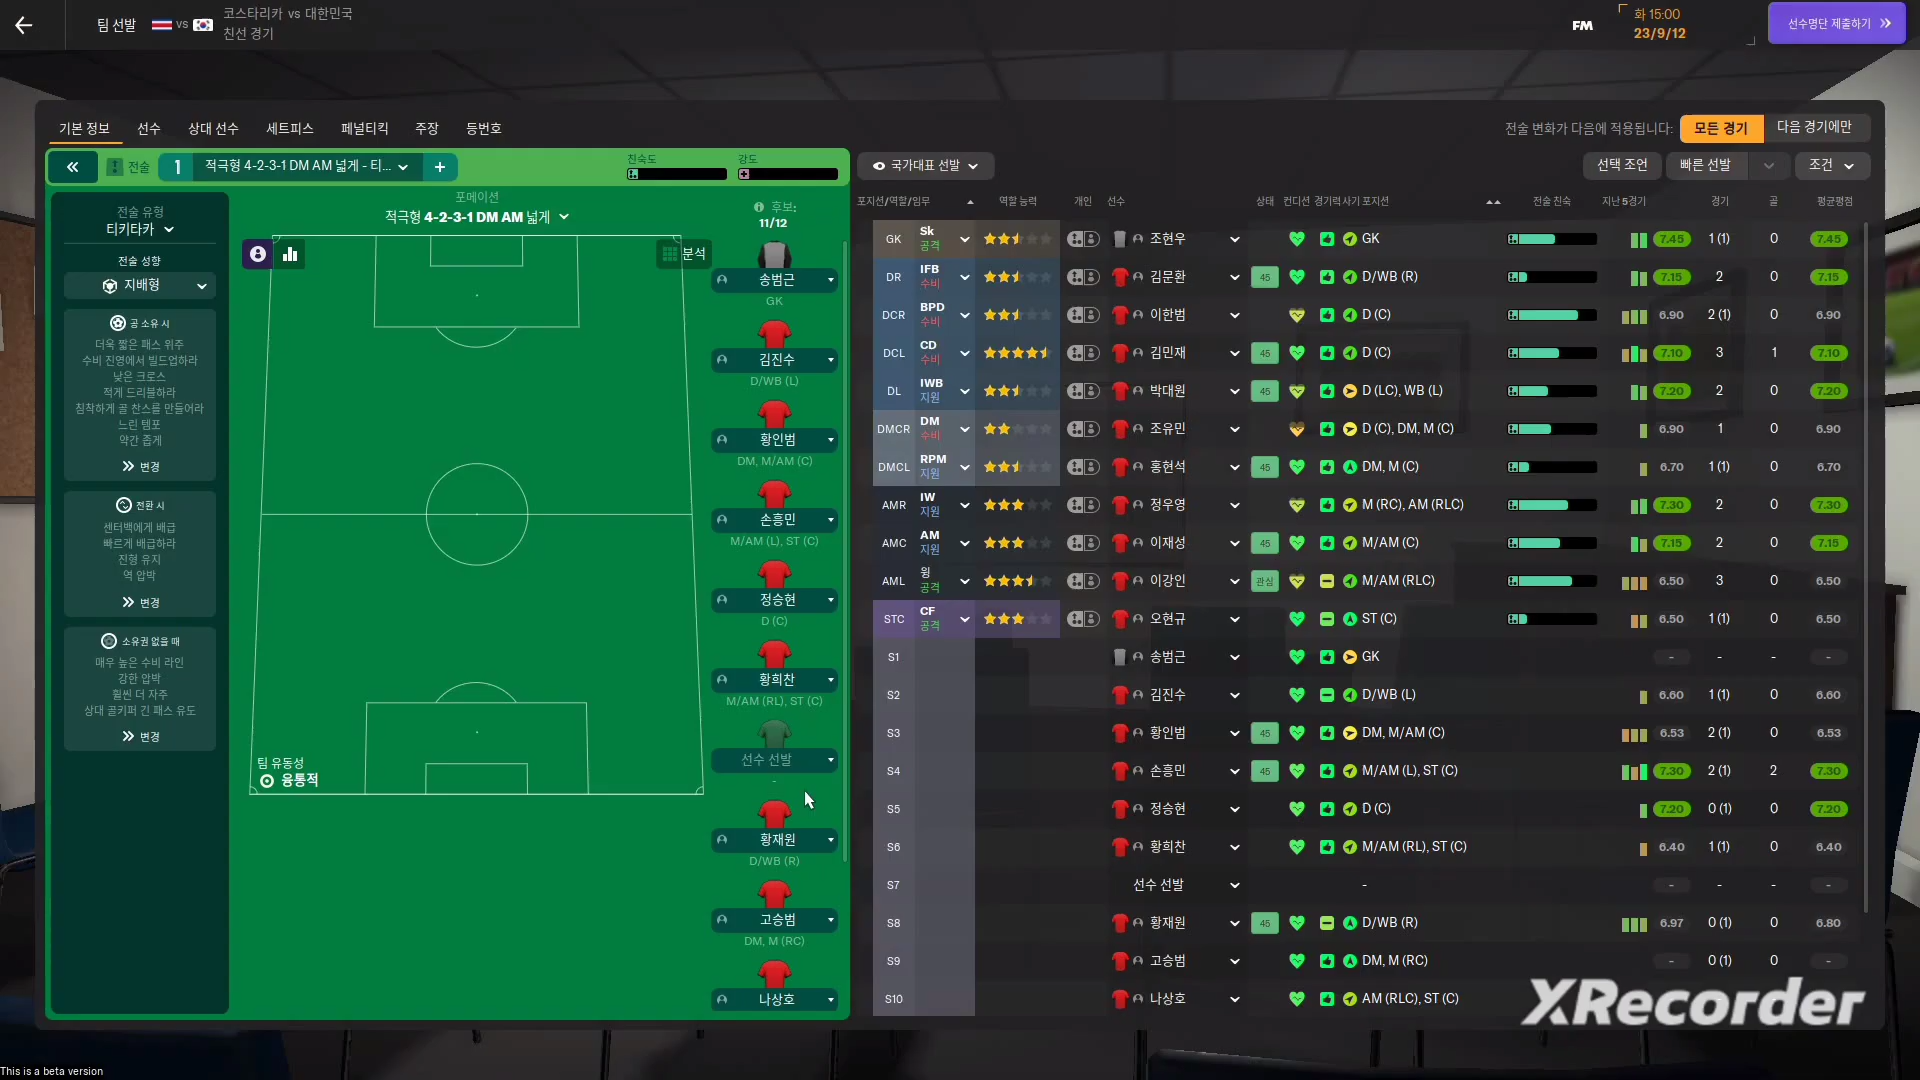 팀 선발
VS
코스타리카 vs 대한민국
친선 경기
FM
화 15:00
23/9/12
선수명단 제출하기
기본 정보
선수
상대 선수
세트피스
페널티킥
주장
등번호
전술 변화가 다음에 적용됩니다:
모든 경기
다음 경기에만
전술
1
적극형 4-2-3-1 DM AM 넓게 - 티...
친숙도
강도
국가대표 선발
선택 조언
빠른 선발
조건
전술 유형
티키타카
전술 성향
지배형
공 소유 시
더욱 짧은 패스 위주
수비 진영에서 빌드업하라
낮은 크로스
적게 드리블하라
침착하게 골 찬스를 만들어라
느린 템포
약간 좁게
변경
전환 시
센터백에게 배급
빠르게 배급하라
진형 유지
역 압박
변경
소유권 없을 때
매우 높은 수비 라인
강한 압박
훨씬 더 자주
상대 골키퍼 긴 패스 유도
변경
포메이션
적극형 4-2-3-1 DM AM 넓게
분석
팀 유동성
융통적
후보:
11/12
송범근
GK
김진수
D/WB (L)
황인범
DM, M/AM (C)
손흥민
M/AM (L), ST (C)
정승현
D (C)
황희찬
M/AM (RL), ST (C)
선수 선발
-
황재원
D/WB (R)
고승범
DM, M (RC)
나상호
포지션/역할/임무 역할 능력 개인 선수 상태 컨디션 경기력 사기 포지션 전술 친숙 지난 5경기 경기 골 평균평점
GK Sk 공격 조현우 GK 7.45 1 (1) 0 7.45
DR IFB 수비 김문환 45 D/WB (R) 7.15 2 0 7.15
DCR BPD 수비 이한범 D (C) 6.90 2 (1) 0 6.90
DCL CD 수비 김민재 45 D (C) 7.10 3 1 7.10
DL IWB 지원 박대원 45 D (LC), WB (L) 7.20 2 0 7.20
DMCR DM 수비 조유민 D (C), DM, M (C) 6.90 1 0 6.90
DMCL RPM 지원 홍현석 45 DM, M (C) 6.70 1 (1) 0 6.70
AMR IW 지원 정우영 M (RC), AM (RLC) 7.30 2 0 7.30
AMC AM 지원 이재성 45 M/AM (C) 7.15 2 0 7.15
AML 윙 공격 이강인 관심 M/AM (RLC) 6.50 3 0 6.50
STC CF 공격 오현규 ST (C) 6.50 1 (1) 0 6.50
S1 송범근 GK - - - -
S2 김진수 D/WB (L) 6.60 1 (1) 0 6.60
S3 황인범 45 DM, M/AM (C) 6.53 2 (1) 0 6.53
S4 손흥민 45 M/AM (L), ST (C) 7.30 2 (1) 2 7.30
S5 정승현 D (C) 7.20 0 (1) 0 7.20
S6 황희찬 M/AM (RL), ST (C) 6.40 1 (1) 0 6.40
S7 선수 선발 - - - - -
S8 황재원 45 D/WB (R) 6.97 0 (1) 0 6.80
S9 고승범 DM, M (RC) - 0 (1) 0 -
S10 나상호 AM (RLC), ST (C)
XRecorder
This is a beta version